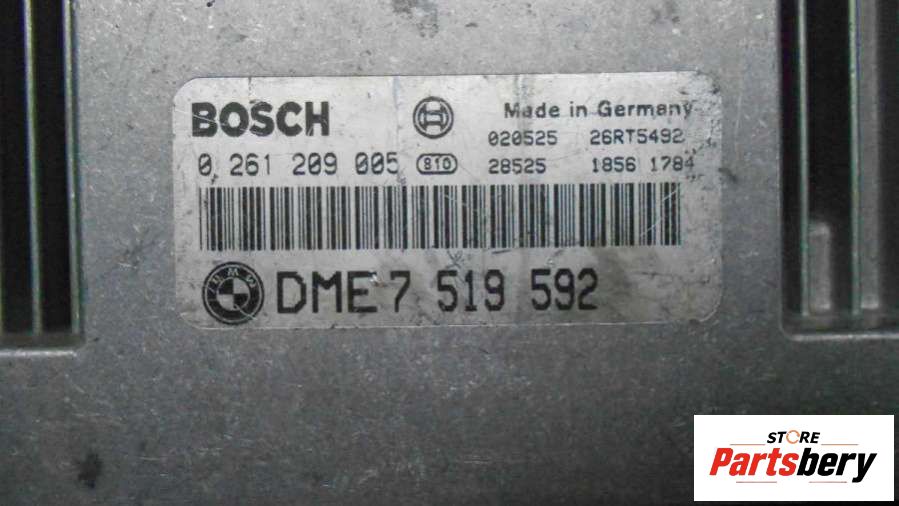 BOSCH
Made in Germany
020525 26RT5492
0 261 209 005 810 28525 1856 1784
BMW
DME 7 519 592
STORE
Partsbery